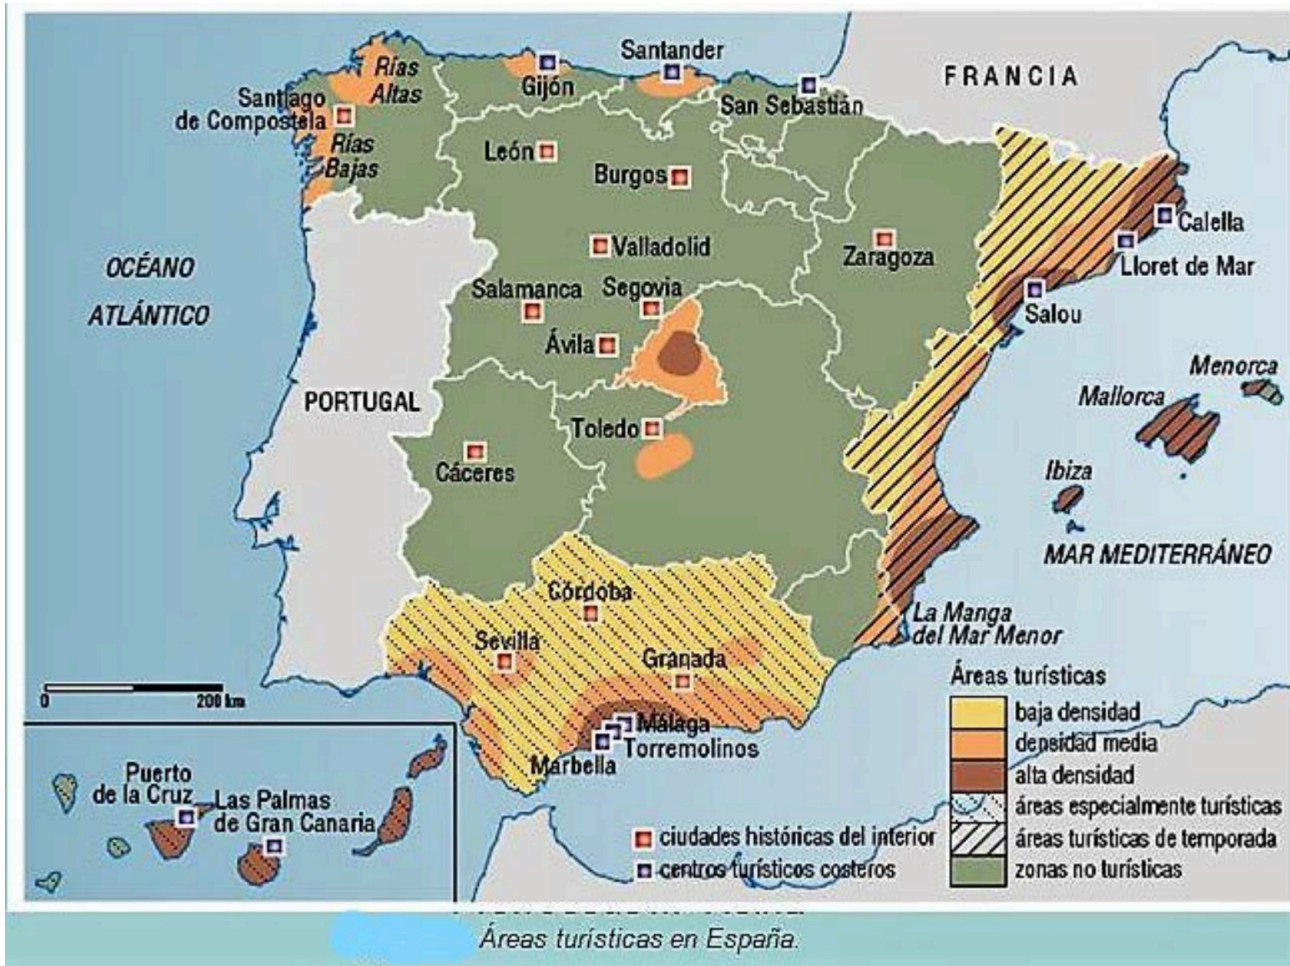 Rías
Altas
Gijón
Santander
San Sebastián
FRANCIA
Santiago
de Compostela
Rías
Bajas
León
Burgos
Valladolid
Zaragoza
Calella
Lloret de Mar
Salou
OCÉANO
ATLÁNTICO
Salamanca
Segovia
Ávila
Menorca
Mallorca
PORTUGAL
Toledo
Cáceres
Ibiza
MAR MEDITERRÁNEO
Córdoba
Sevilla
Granada
La Manga
del Mar Menor
0
200 km
Málaga
Torremolinos
Marbella
Puerto
de la Cruz
Las Palmas
de Gran Canaria
Áreas turísticas
baja densidad
densidad media
alta densidad
áreas especialmente turísticas
áreas turísticas de temporada
zonas no turísticas
ciudades históricas del interior
centros turísticos costeros
Áreas turísticas en España.